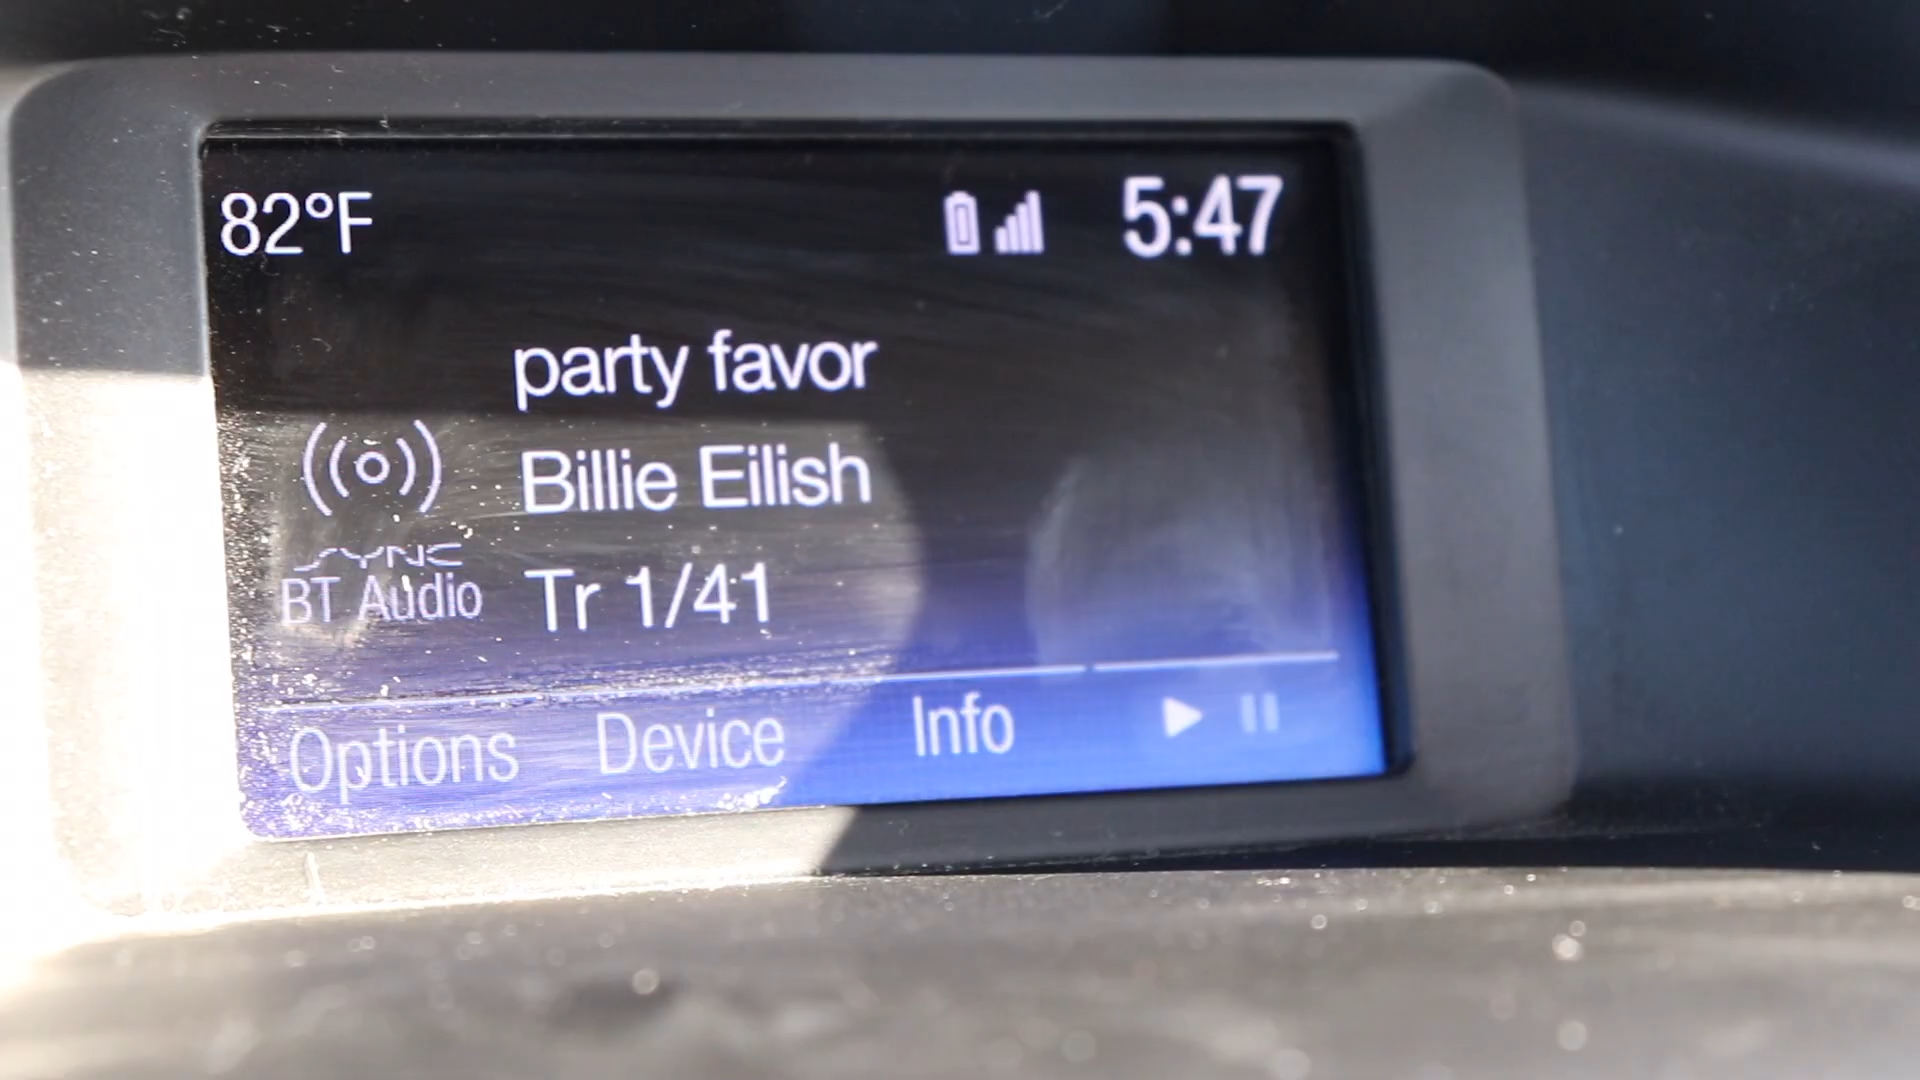 82°F 5:47
party favor
Billie Eilish
SYNC
BT Audio Tr 1/41
Options Device Info